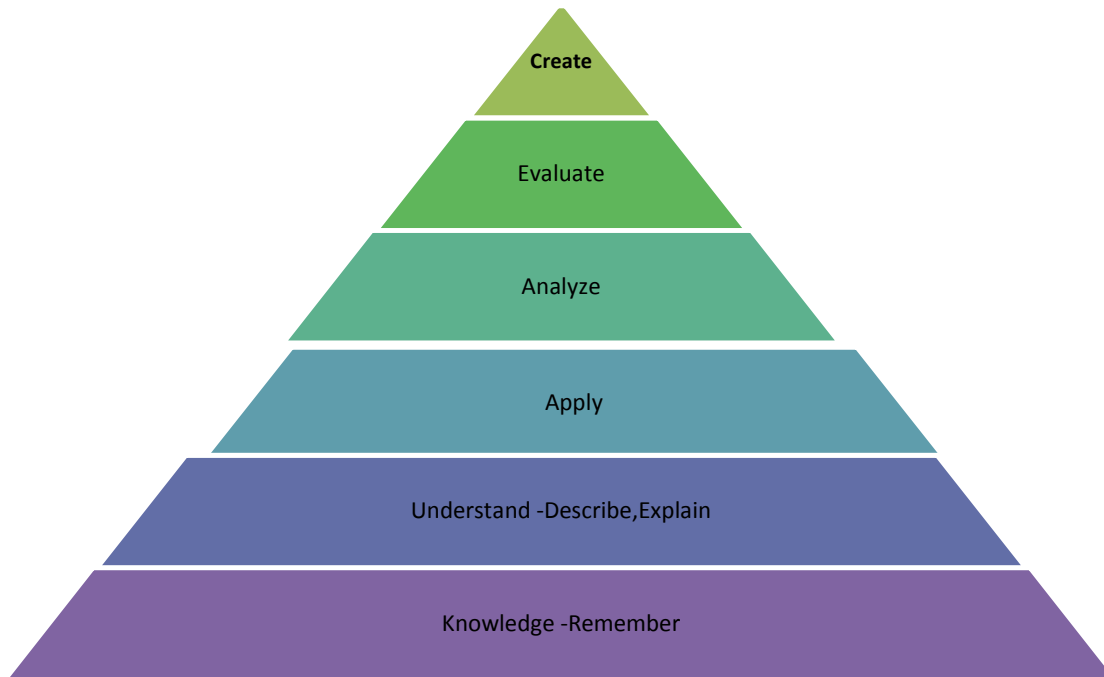 Create
Evaluate
Analyze
Apply
Understand -Describe,Explain
Knowledge -Remember